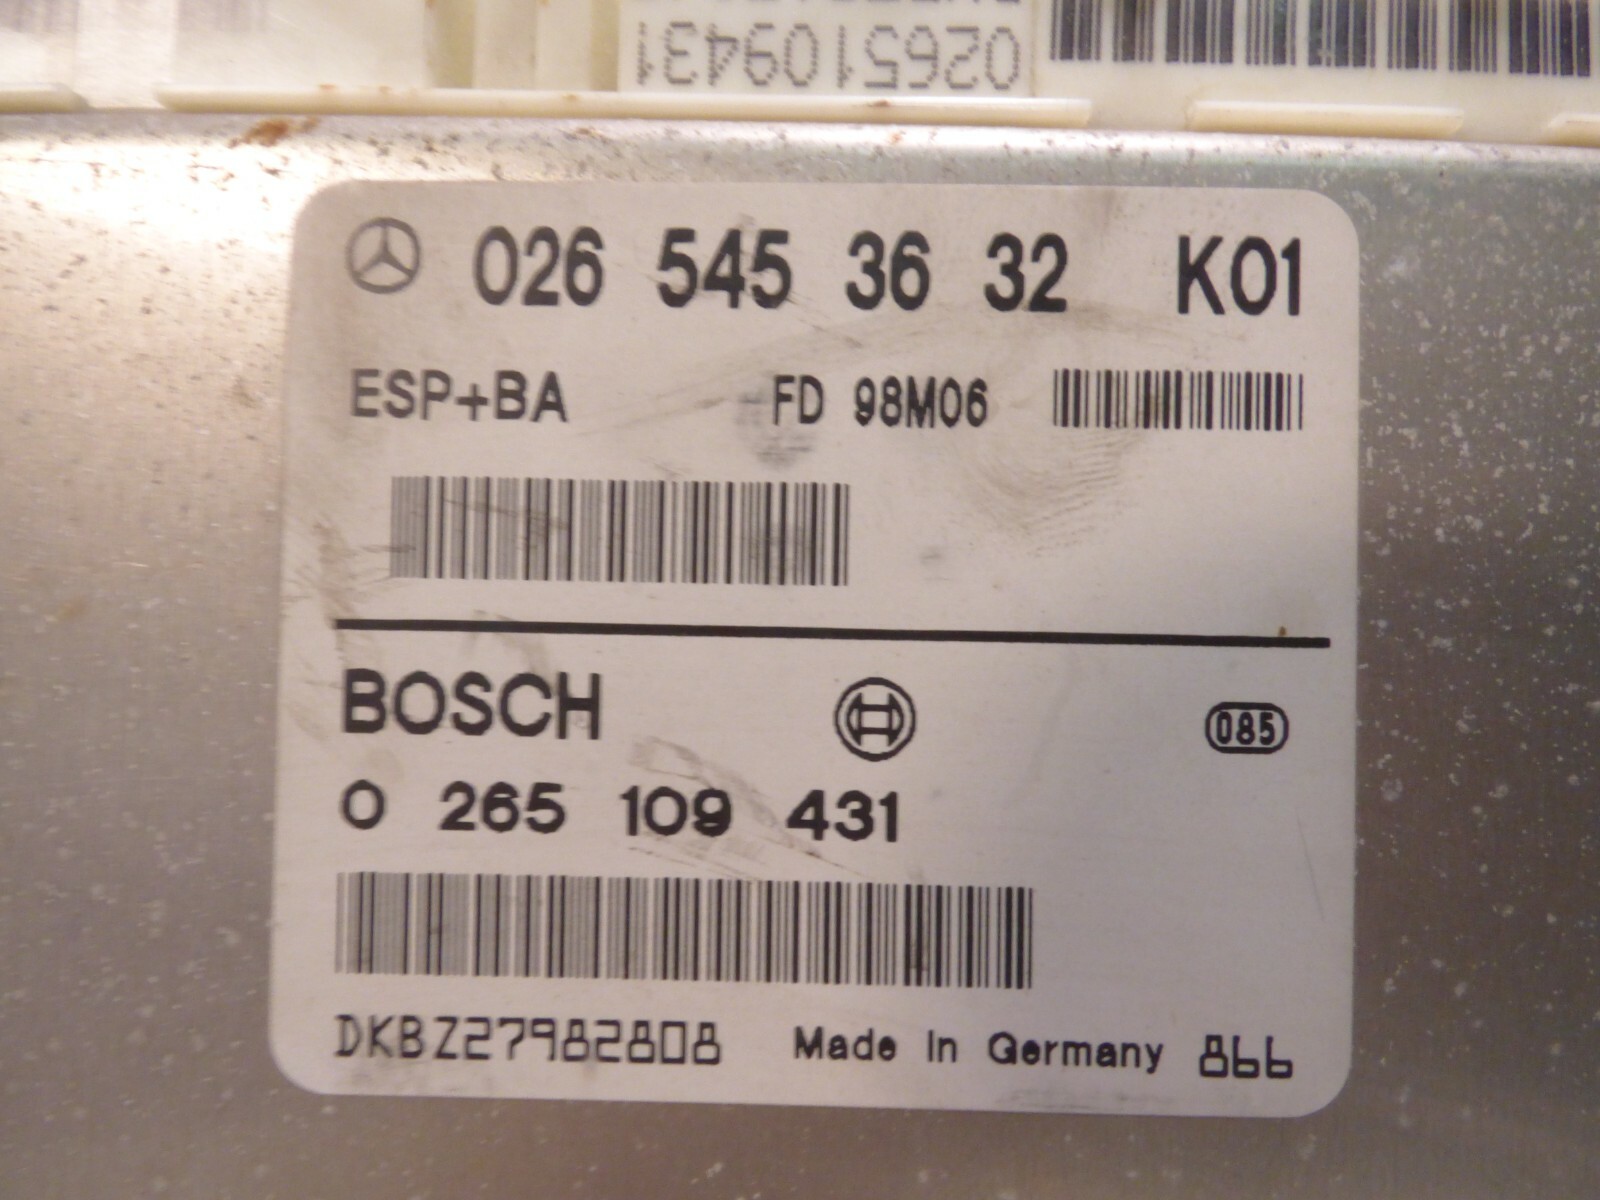 0265109431
026 545 36 32 K01
ESP+BA FD 98M06
BOSCH 085
0 265 109 431
DKBZ27982808 Made In Germany 866